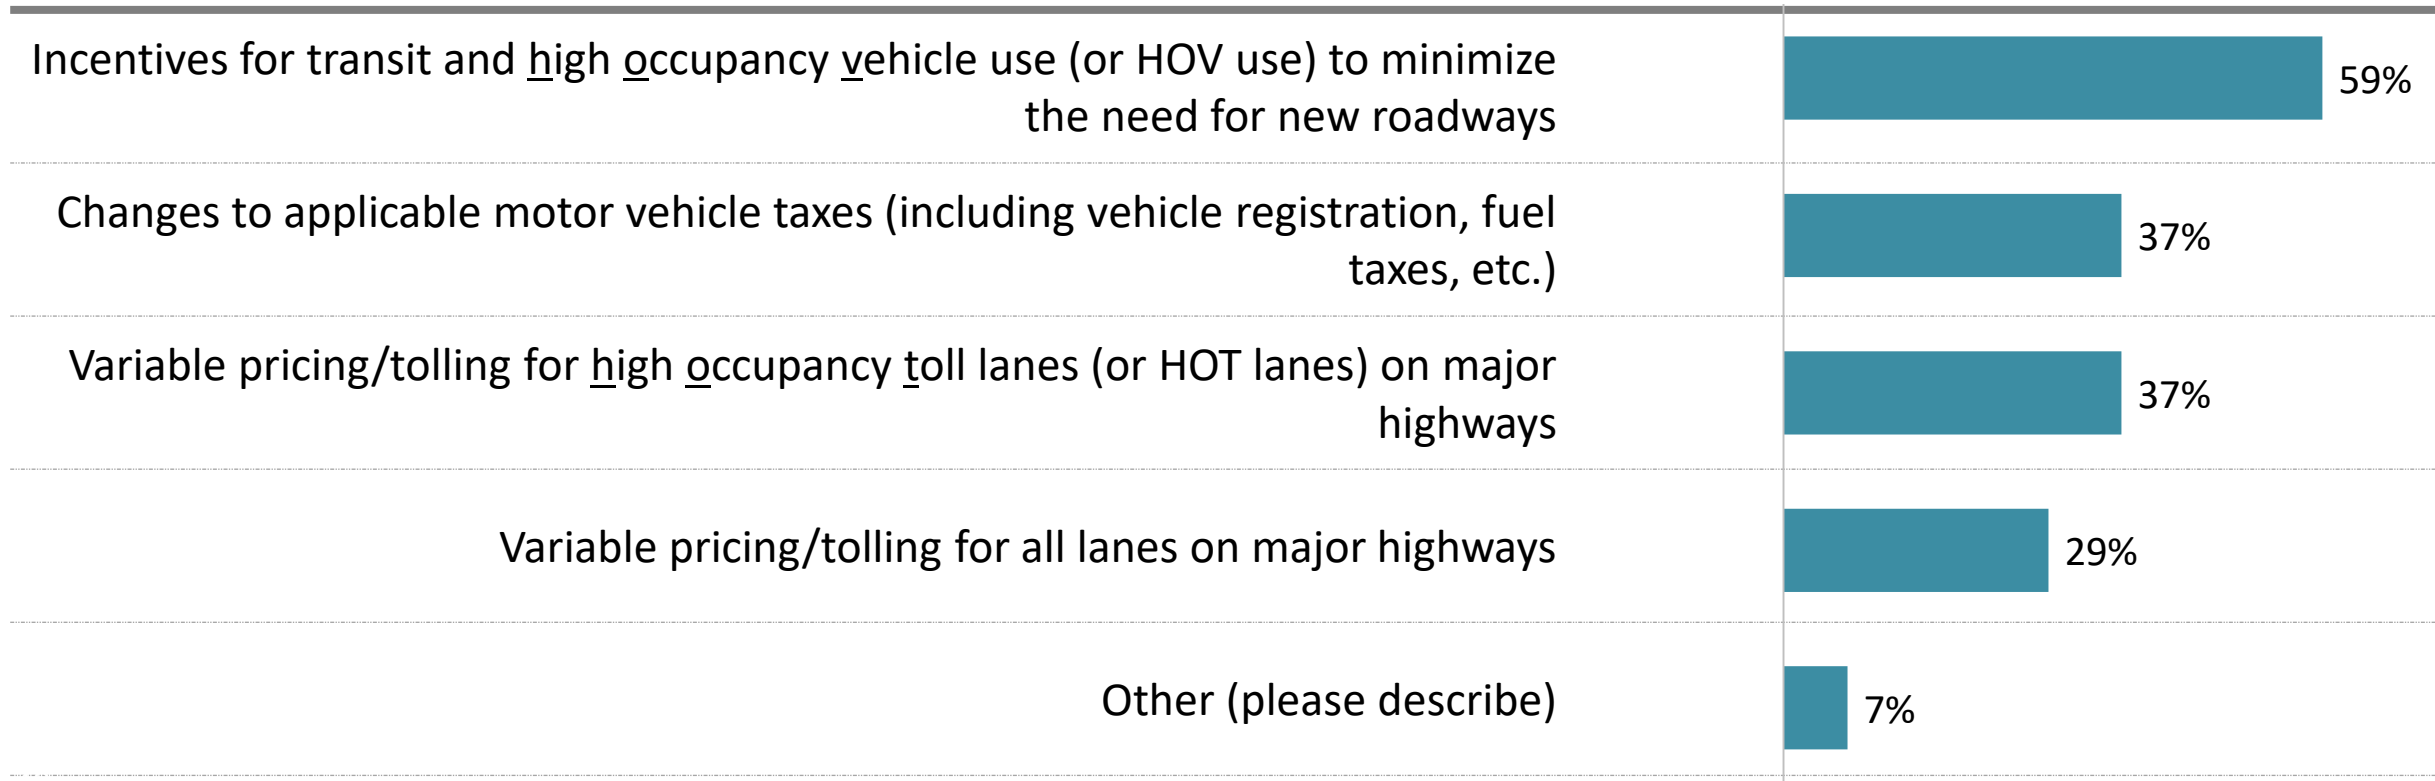 Incentives for transit and high occupancy vehicle use (or HOV use) to minimize
the need for new roadways
59%
Changes to applicable motor vehicle taxes (including vehicle registration, fuel
taxes, etc.)
37%
Variable pricing/tolling for high occupancy toll lanes (or HOT lanes) on major
highways
37%
Variable pricing/tolling for all lanes on major highways
29%
Other (please describe)
7%